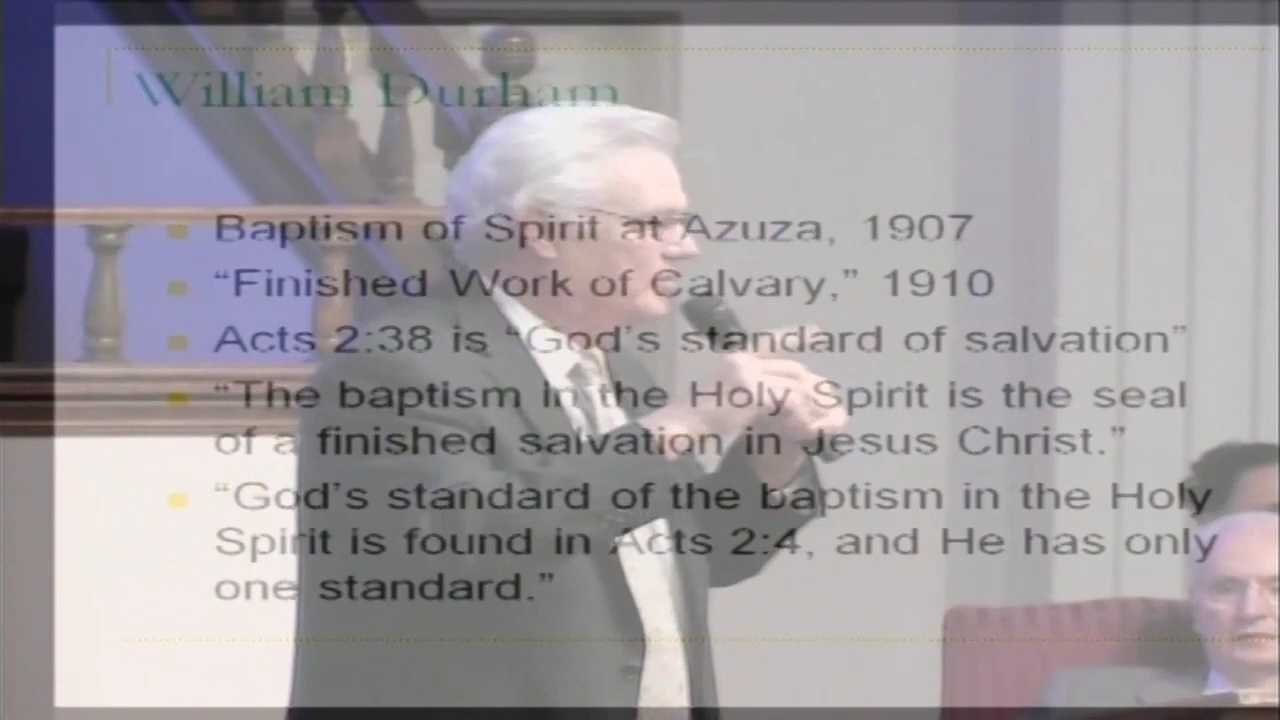 William Durham
Baptism of Spirit at Azuza, 1907
“Finished Work of Calvary,” 1910
Acts 2:38 is “God’s standard of salvation”
“The baptism in the Holy Spirit is the seal
of a finished salvation in Jesus Christ.”
“God’s standard of the baptism in the Holy
Spirit is found in Acts 2:4, and He has only
one standard.”